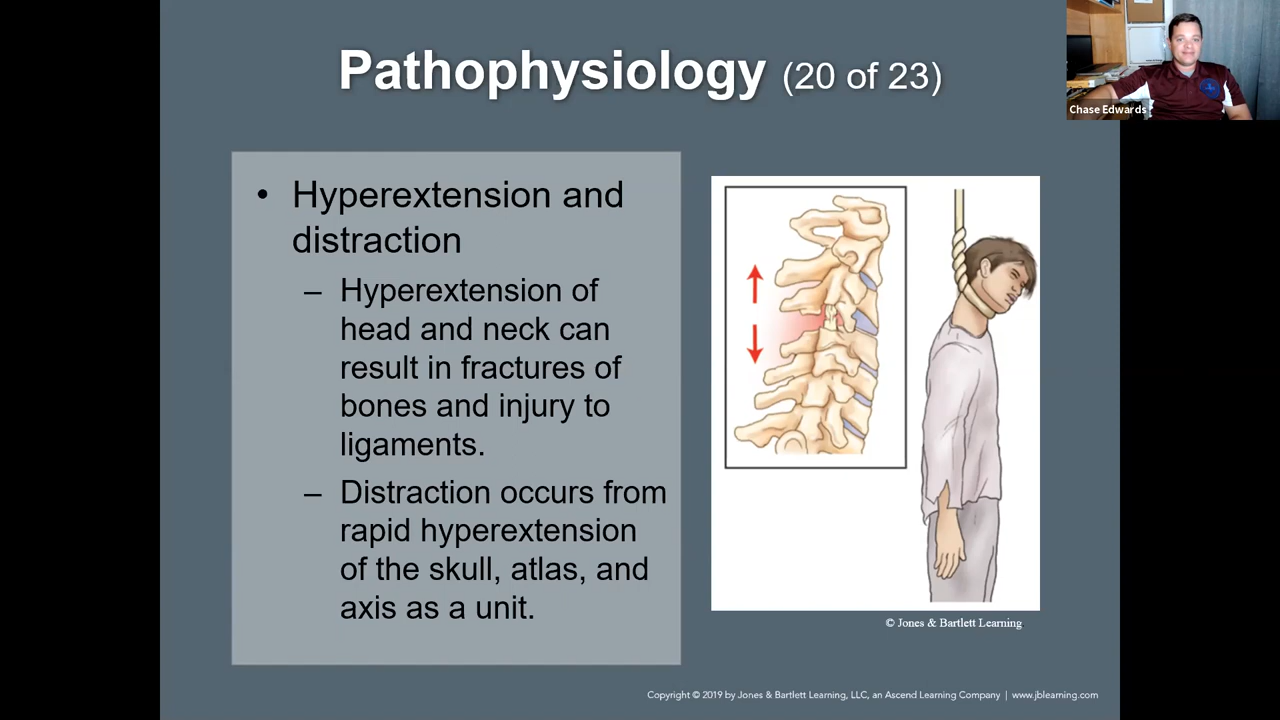 Pathophysiology (20 of 23)
Chase Edwards
• Hyperextension and
distraction
– Hyperextension of
head and neck can
result in fractures of
bones and injury to
ligaments.
– Distraction occurs from
rapid hyperextension
of the skull, atlas, and
axis as a unit.
© Jones & Bartlett Learning.
Copyright © 2019 by Jones & Bartlett Learning, LLC, an Ascend Learning Company | www.jblearning.com